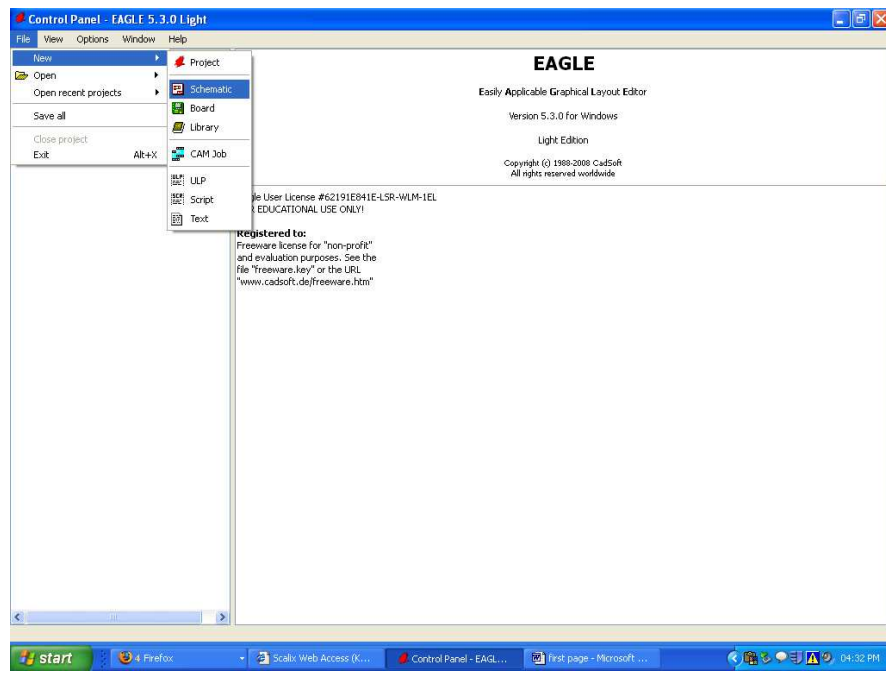 Control Panel - EAGLE 5.3.0 Light
File View Options Window Help
New
Open
Open recent projects
Save all
Close project
Exit Alt+X
Project
Schematic
Board
Library
CAM Job
ULP
Script
Text
EAGLE
Easily Applicable Graphical Layout Editor
Version 5.3.0 for Windows
Light Edition
Copyright (c) 1988-2008 CadSoft
All rights reserved worldwide
le User License #62191E841E-LSR-WLM-1EL
EDUCATIONAL USE ONLY!
Registered to:
Freeware license for "non-profit"
and evaluation purposes. See the
file "freeware.key" or the URL
"www.cadsoft.de/freeware.htm"
start
4 Firefox
Scalix Web Access (K...
Control Panel - EAGL...
first page - Microsoft ...
04:32 PM